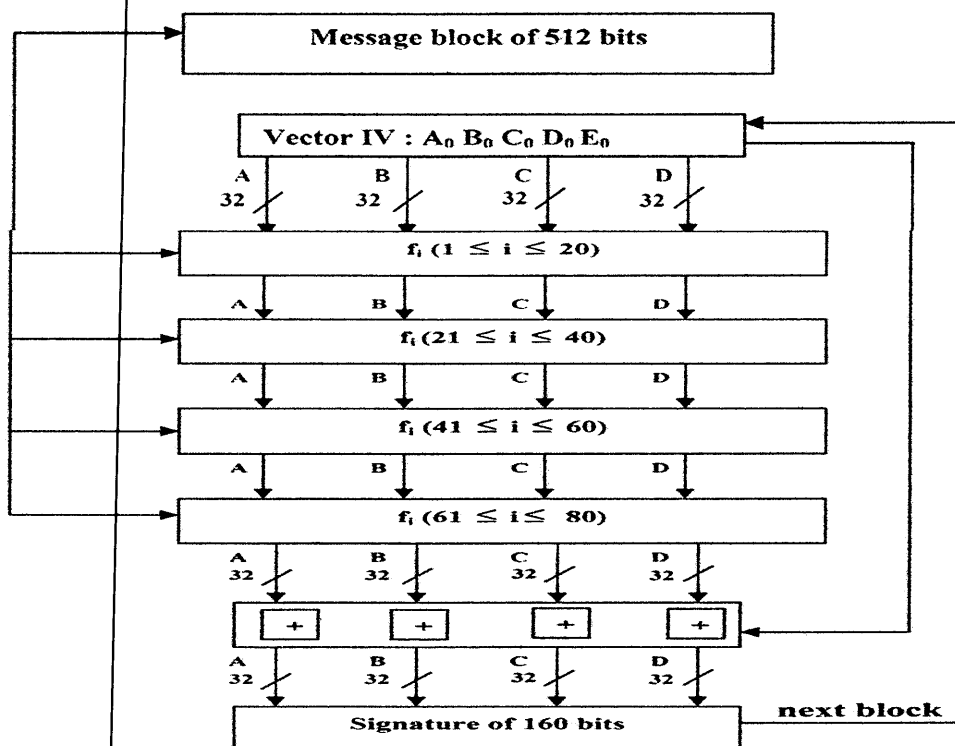 Message block of 512 bits
Vector IV : A₀ B₀ C₀ D₀ E₀
A B C D
32 32 32 32
fᵢ (1 ≤ i ≤ 20)
A B C D
fᵢ (21 ≤ i ≤ 40)
A B C D
fᵢ (41 ≤ i ≤ 60)
A B C D
fᵢ (61 ≤ i ≤ 80)
A B C D
32 32 32 32
+ + + +
A B C D
32 32 32 32
Signature of 160 bits
next block